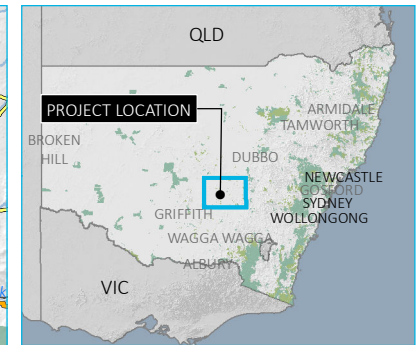 QLD
PROJECT LOCATION
ARMIDALE
TAMWORTH
BROKEN
HILL
DUBBO
NEWCASTLE
GOSFORD
SYDNEY
GRIFFITH
WOLLONGONG
WAGGA WAGGA
ALBURY
VIC